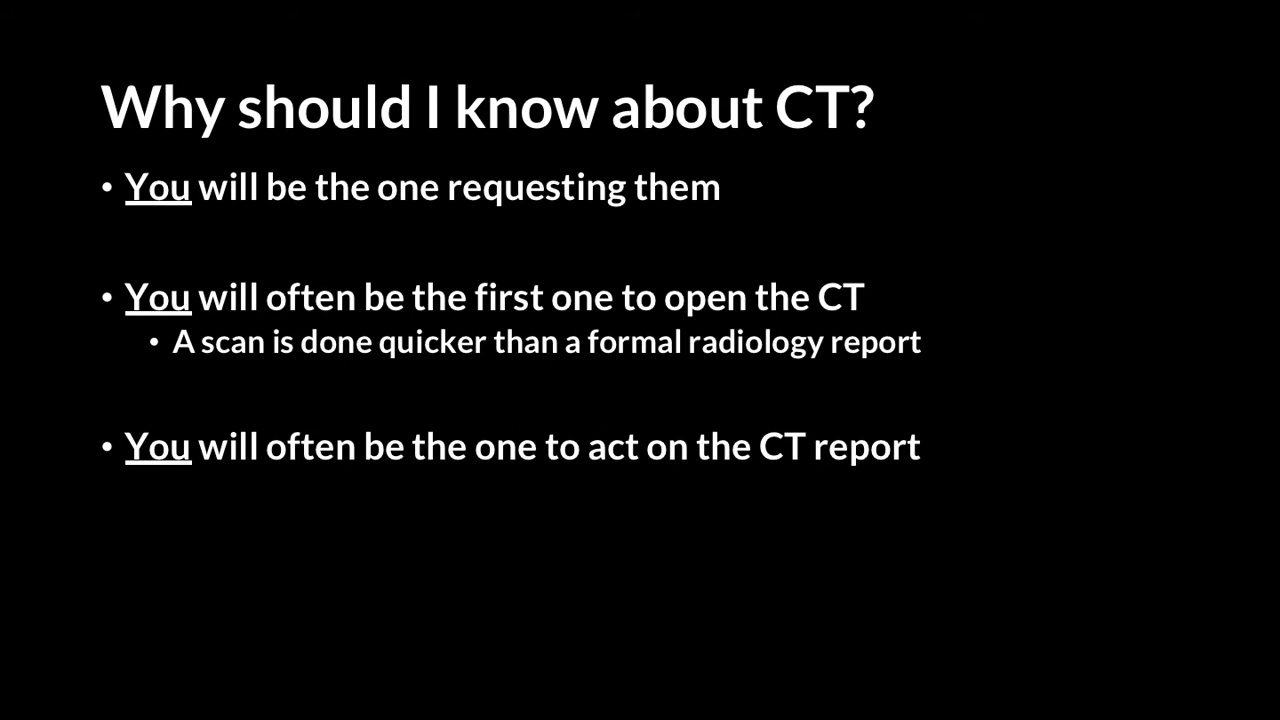 Why should I know about CT?
• You will be the one requesting them
• You will often be the first one to open the CT
• A scan is done quicker than a formal radiology report
• You will often be the one to act on the CT report